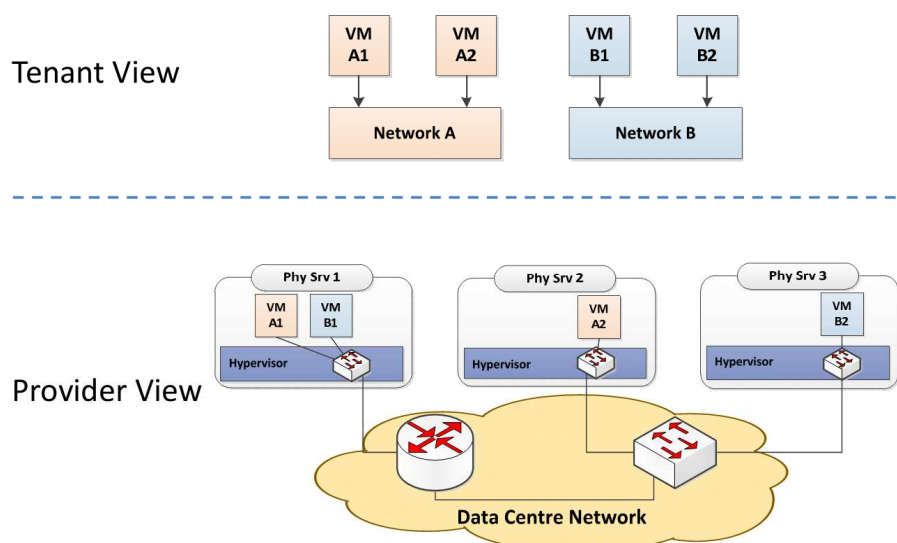 Tenant View
VM
A1
VM
A2
VM
B1
VM
B2
Network A
Network B
Provider View
Phy Srv 1
VM
A1
VM
B1
Hypervisor
Phy Srv 2
VM
A2
Hypervisor
Phy Srv 3
VM
B2
Hypervisor
Data Centre Network